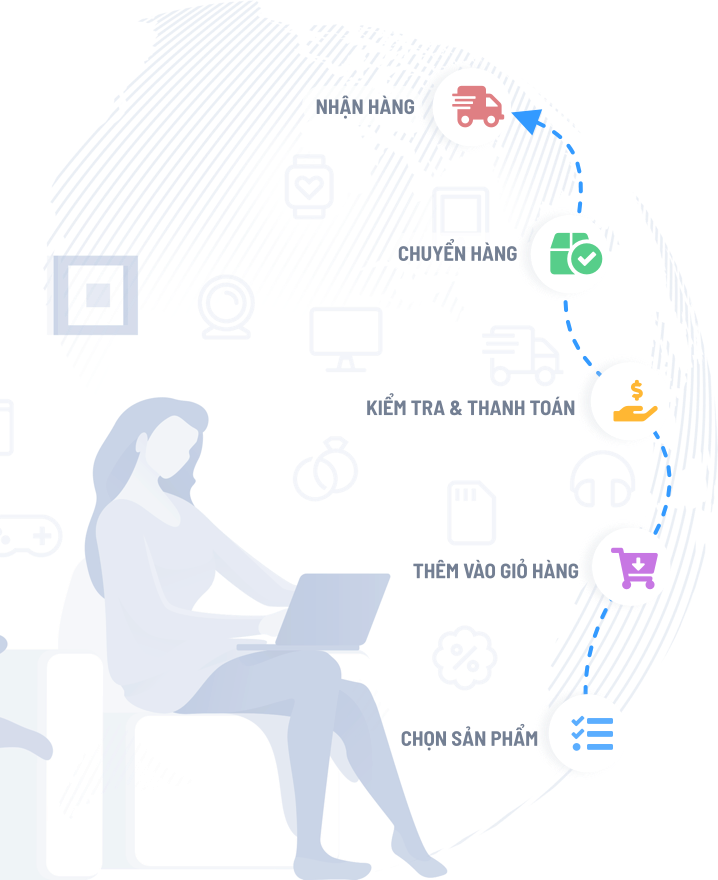 NHẬN HÀNG
CHUYỂN HÀNG
KIỂM TRA & THANH TOÁN
THÊM VÀO GIỎ HÀNG
CHỌN SẢN PHẨM